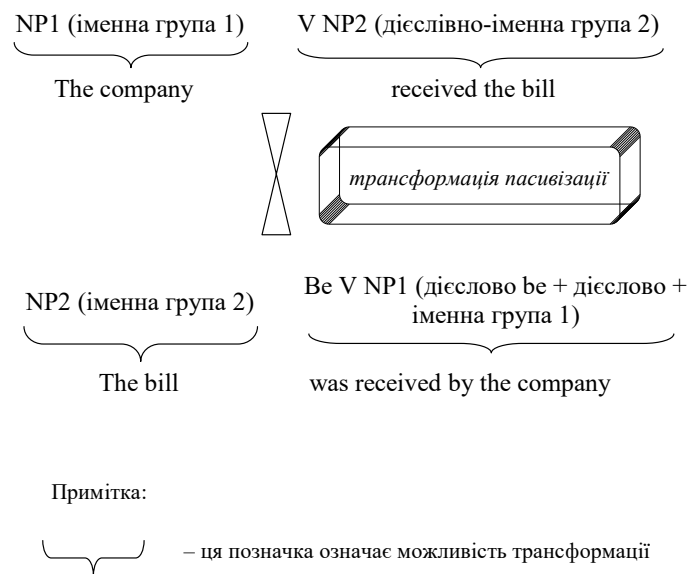 NP1 (іменна група 1) V NP2 (дієслівно-іменна група 2)
The company received the bill
трансформація пасивізації
NP2 (іменна група 2) Be V NP1 (дієслово be + дієслово +
іменна група 1)
The bill was received by the company
Примітка:
– ця позначка означає можливість трансформації